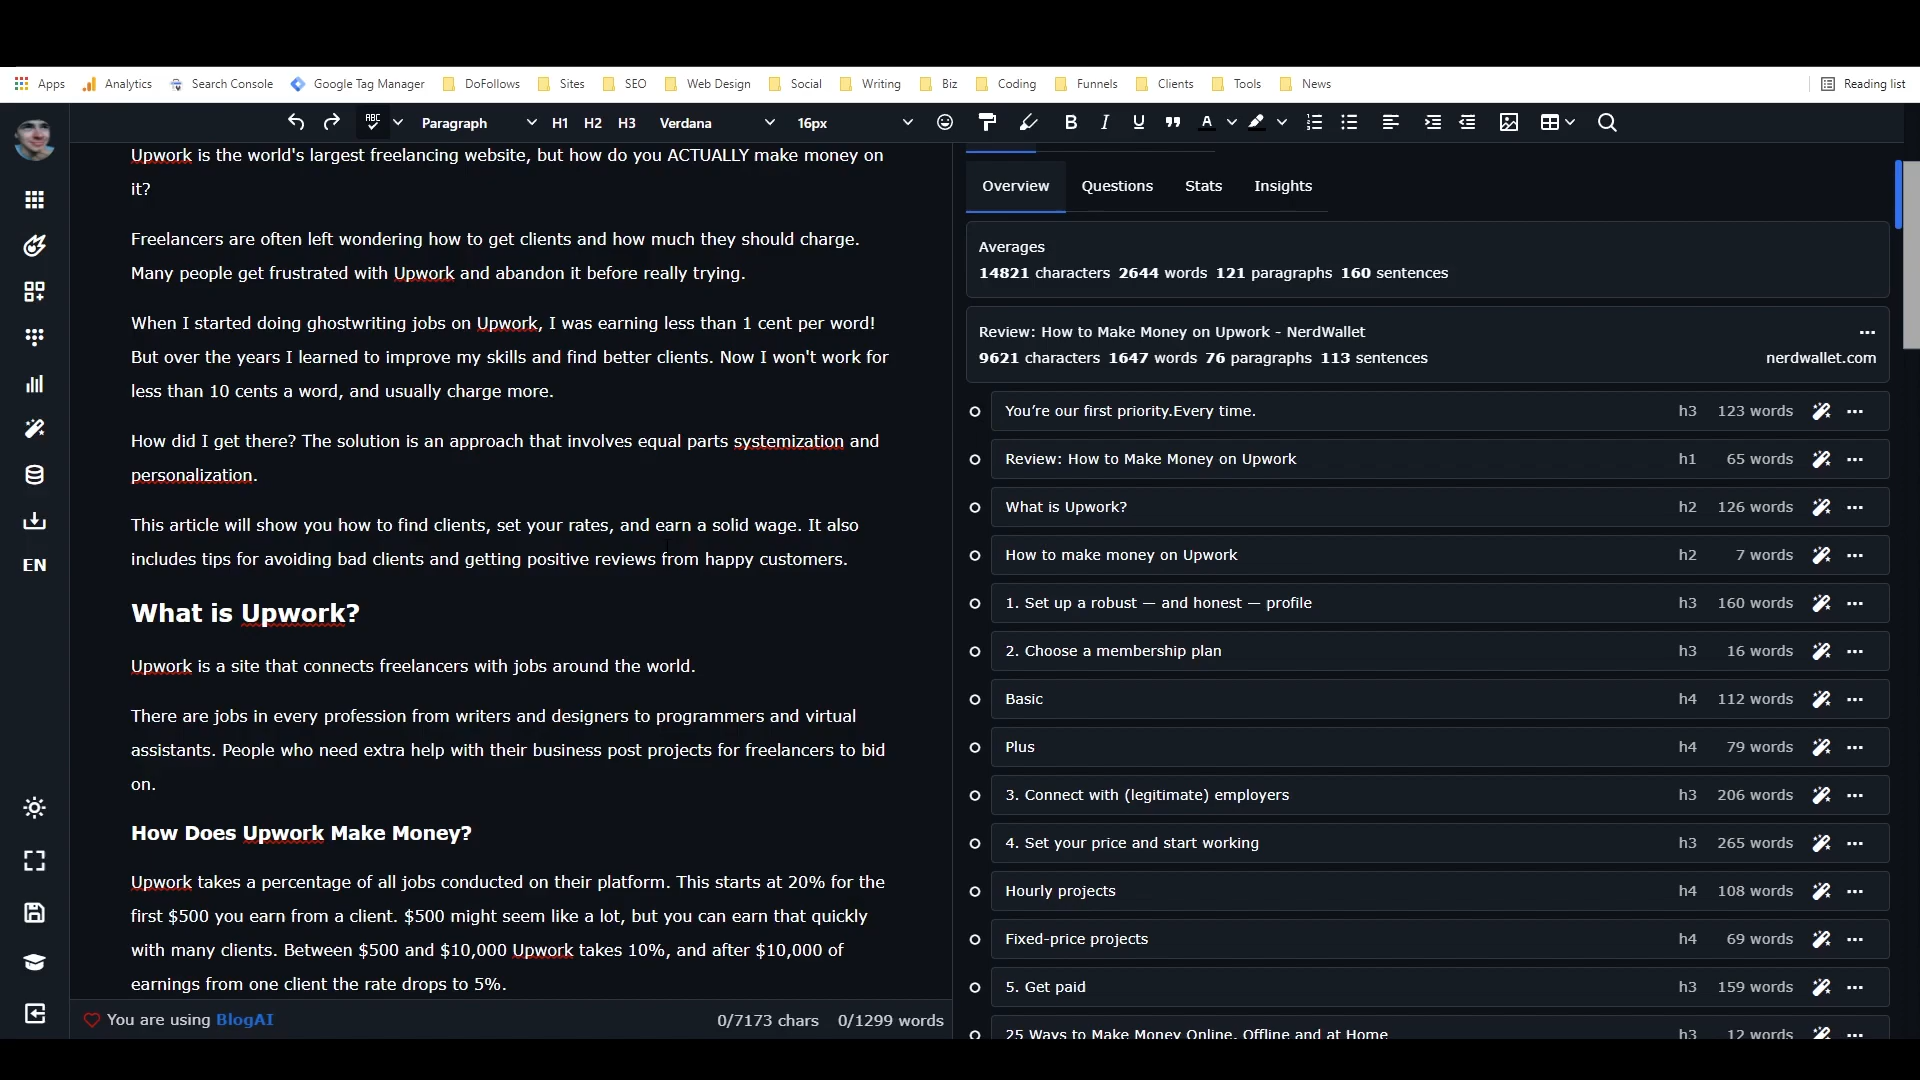 Apps Analytics Search Console Google Tag Manager DoFollows Sites SEO Web Design Social Writing Biz Coding Funnels Clients Tools News Reading list
ABC Paragraph H1 H2 H3 Verdana 16px B I U A
EN
Upwork is the world's largest freelancing website, but how do you ACTUALLY make money on
it?
Freelancers are often left wondering how to get clients and how much they should charge.
Many people get frustrated with Upwork and abandon it before really trying.
When I started doing ghostwriting jobs on Upwork, I was earning less than 1 cent per word!
But over the years I learned to improve my skills and find better clients. Now I won't work for
less than 10 cents a word, and usually charge more.
How did I get there? The solution is an approach that involves equal parts systemization and
personalization.
This article will show you how to find clients, set your rates, and earn a solid wage. It also
includes tips for avoiding bad clients and getting positive reviews from happy customers.
What is Upwork?
Upwork is a site that connects freelancers with jobs around the world.
There are jobs in every profession from writers and designers to programmers and virtual
assistants. People who need extra help with their business post projects for freelancers to bid
on.
How Does Upwork Make Money?
Upwork takes a percentage of all jobs conducted on their platform. This starts at 20% for the
first $500 you earn from a client. $500 might seem like a lot, but you can earn that quickly
with many clients. Between $500 and $10,000 Upwork takes 10%, and after $10,000 of
earnings from one client the rate drops to 5%.
You are using BlogAI 0/7173 chars 0/1299 words
Overview Questions Stats Insights
Averages
14821 characters 2644 words 121 paragraphs 160 sentences
Review: How to Make Money on Upwork - NerdWallet
9621 characters 1647 words 76 paragraphs 113 sentences nerdwallet.com
You're our first priority.Every time. h3 123 words
Review: How to Make Money on Upwork h1 65 words
What is Upwork? h2 126 words
How to make money on Upwork h2 7 words
1. Set up a robust — and honest — profile h3 160 words
2. Choose a membership plan h3 16 words
Basic h4 112 words
Plus h4 79 words
3. Connect with (legitimate) employers h3 206 words
4. Set your price and start working h3 265 words
Hourly projects h4 108 words
Fixed-price projects h4 69 words
5. Get paid h3 159 words
25 Ways to Make Money Online, Offline and at Home h3 12 words